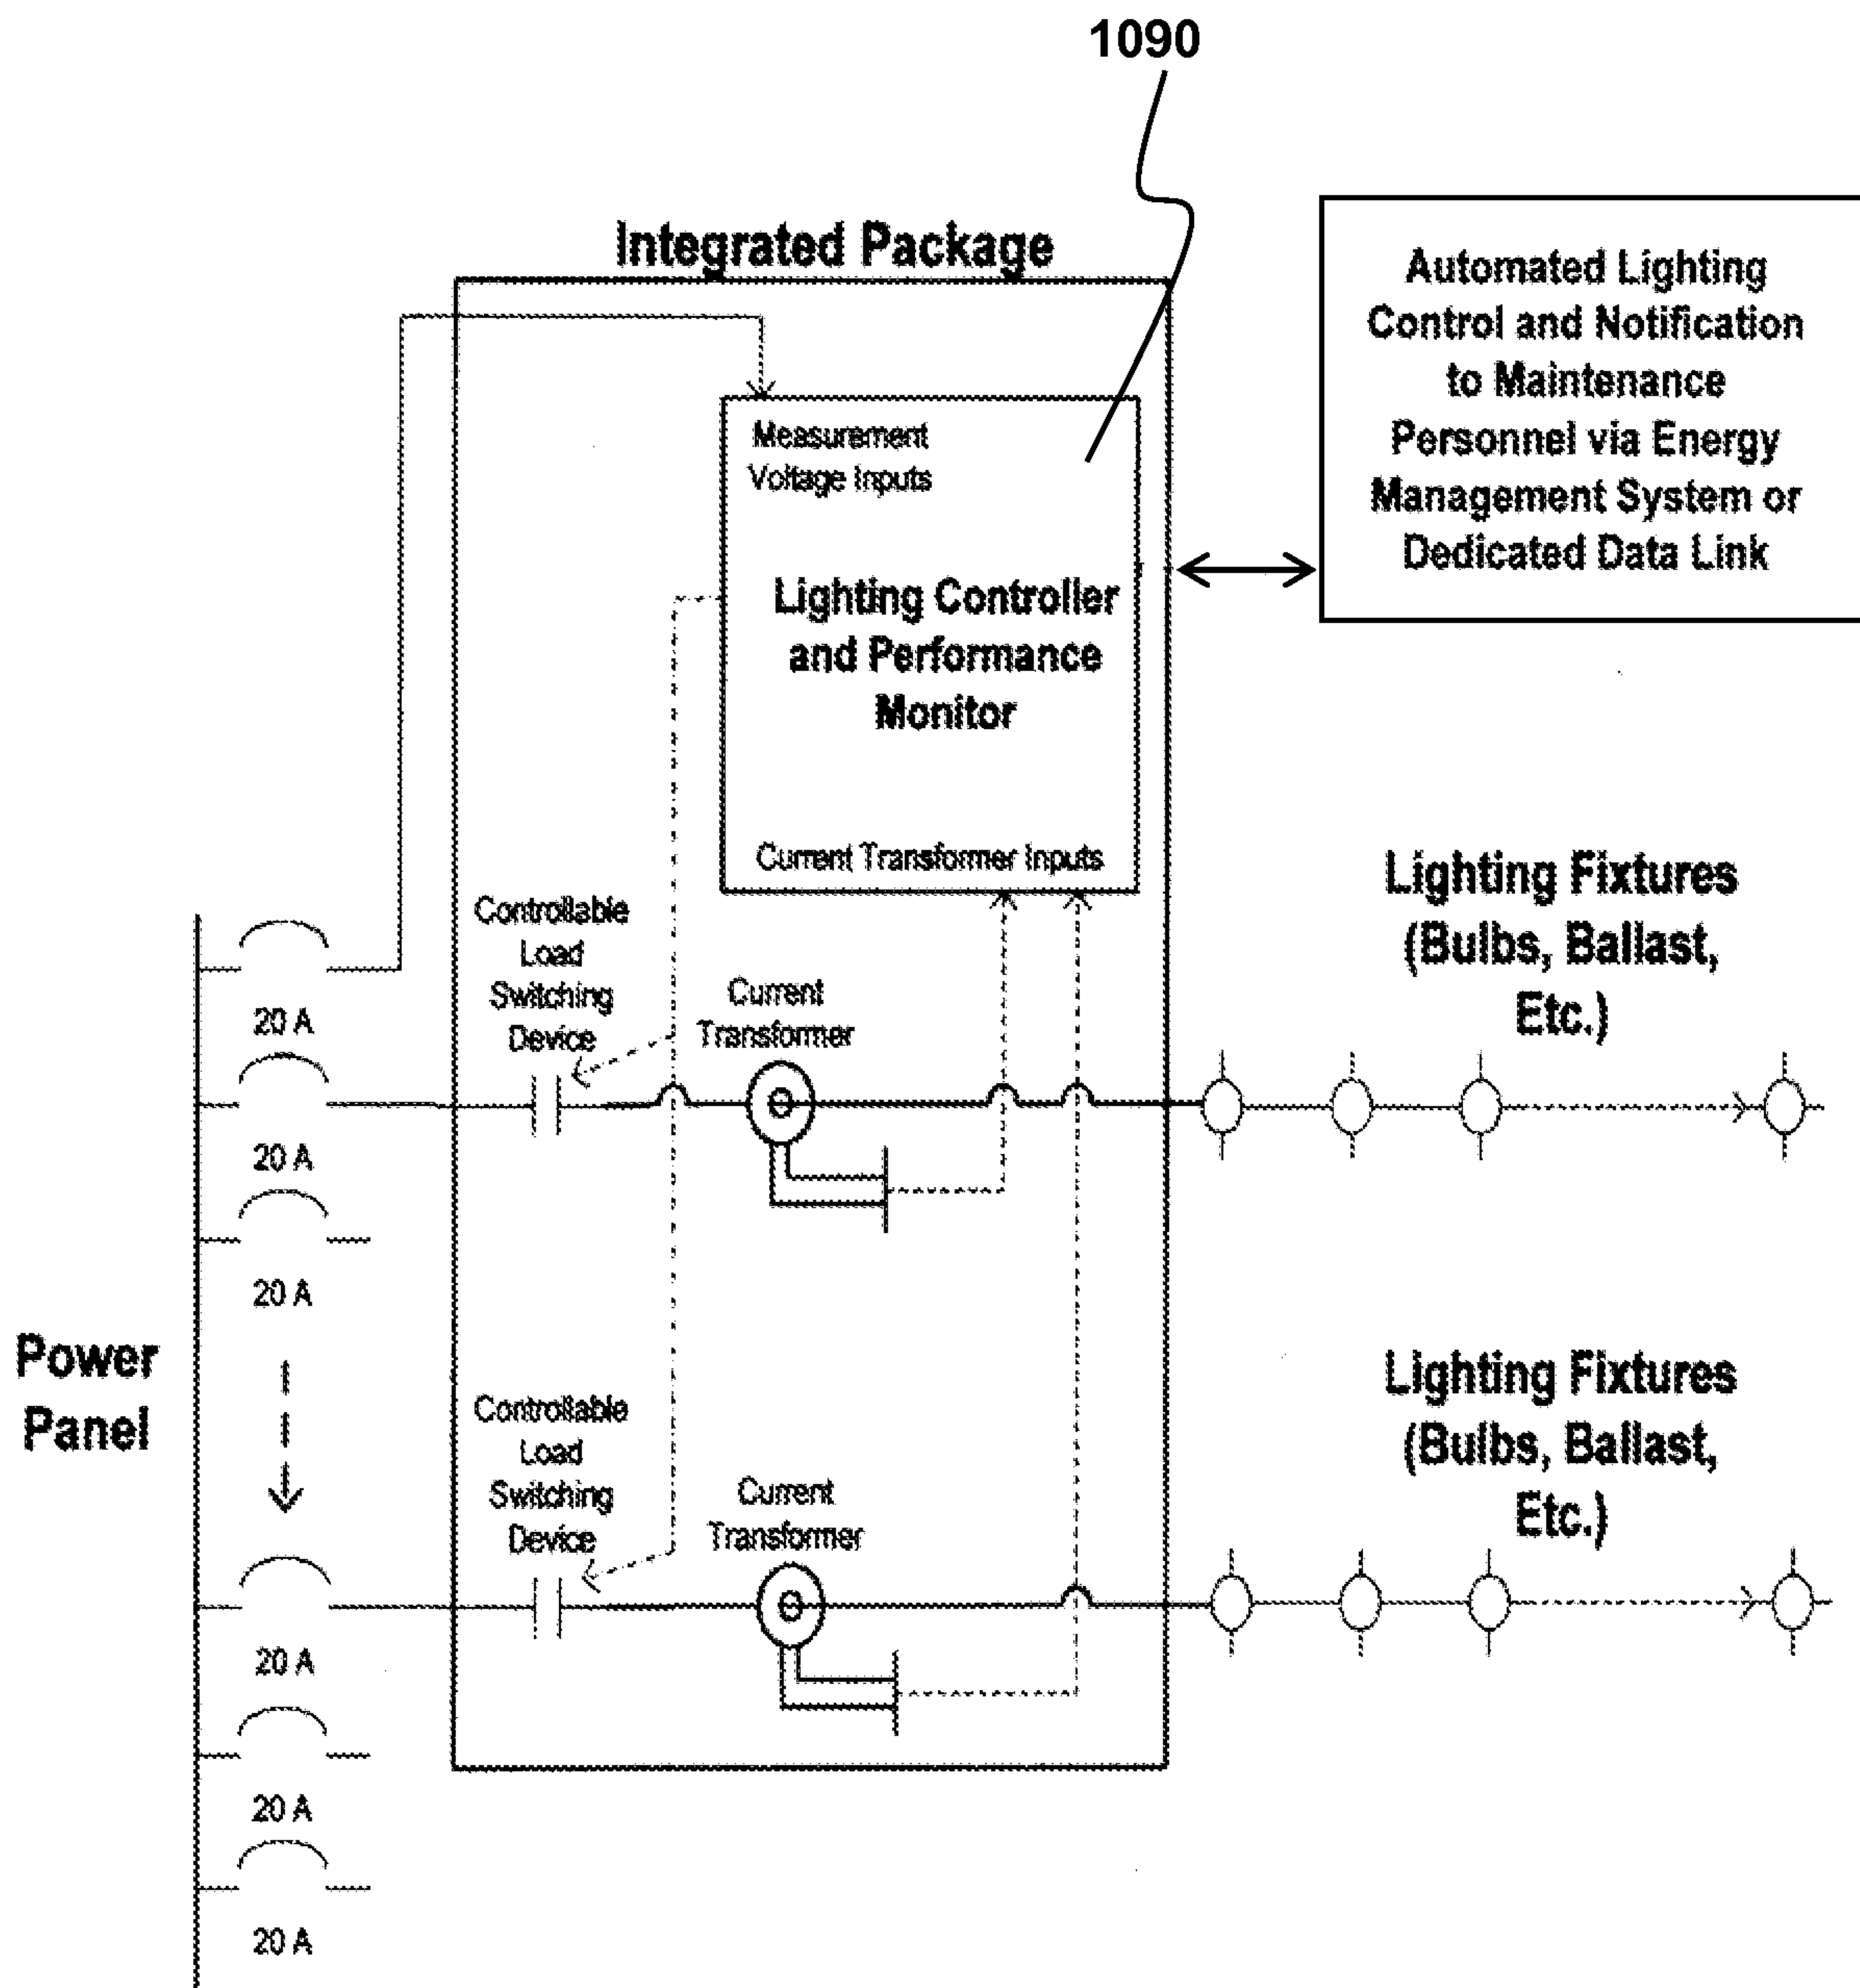 1090
Integrated Package
Automated Lighting
Control and Notification
to Maintenance
Personnel via Energy
Management System or
Dedicated Data Link
Measurement
Voltage Inputs
Lighting Controller
and Performance
Monitor
Current Transformer Inputs
Controllable
Load
Switching
Device
Current
Transformer
Lighting Fixtures
(Bulbs, Ballast,
Etc.)
20 A
20 A
20 A
Power
Panel
Controllable
Load
Switching
Device
Current
Transformer
Lighting Fixtures
(Bulbs, Ballast,
Etc.)
20 A
20 A
20 A